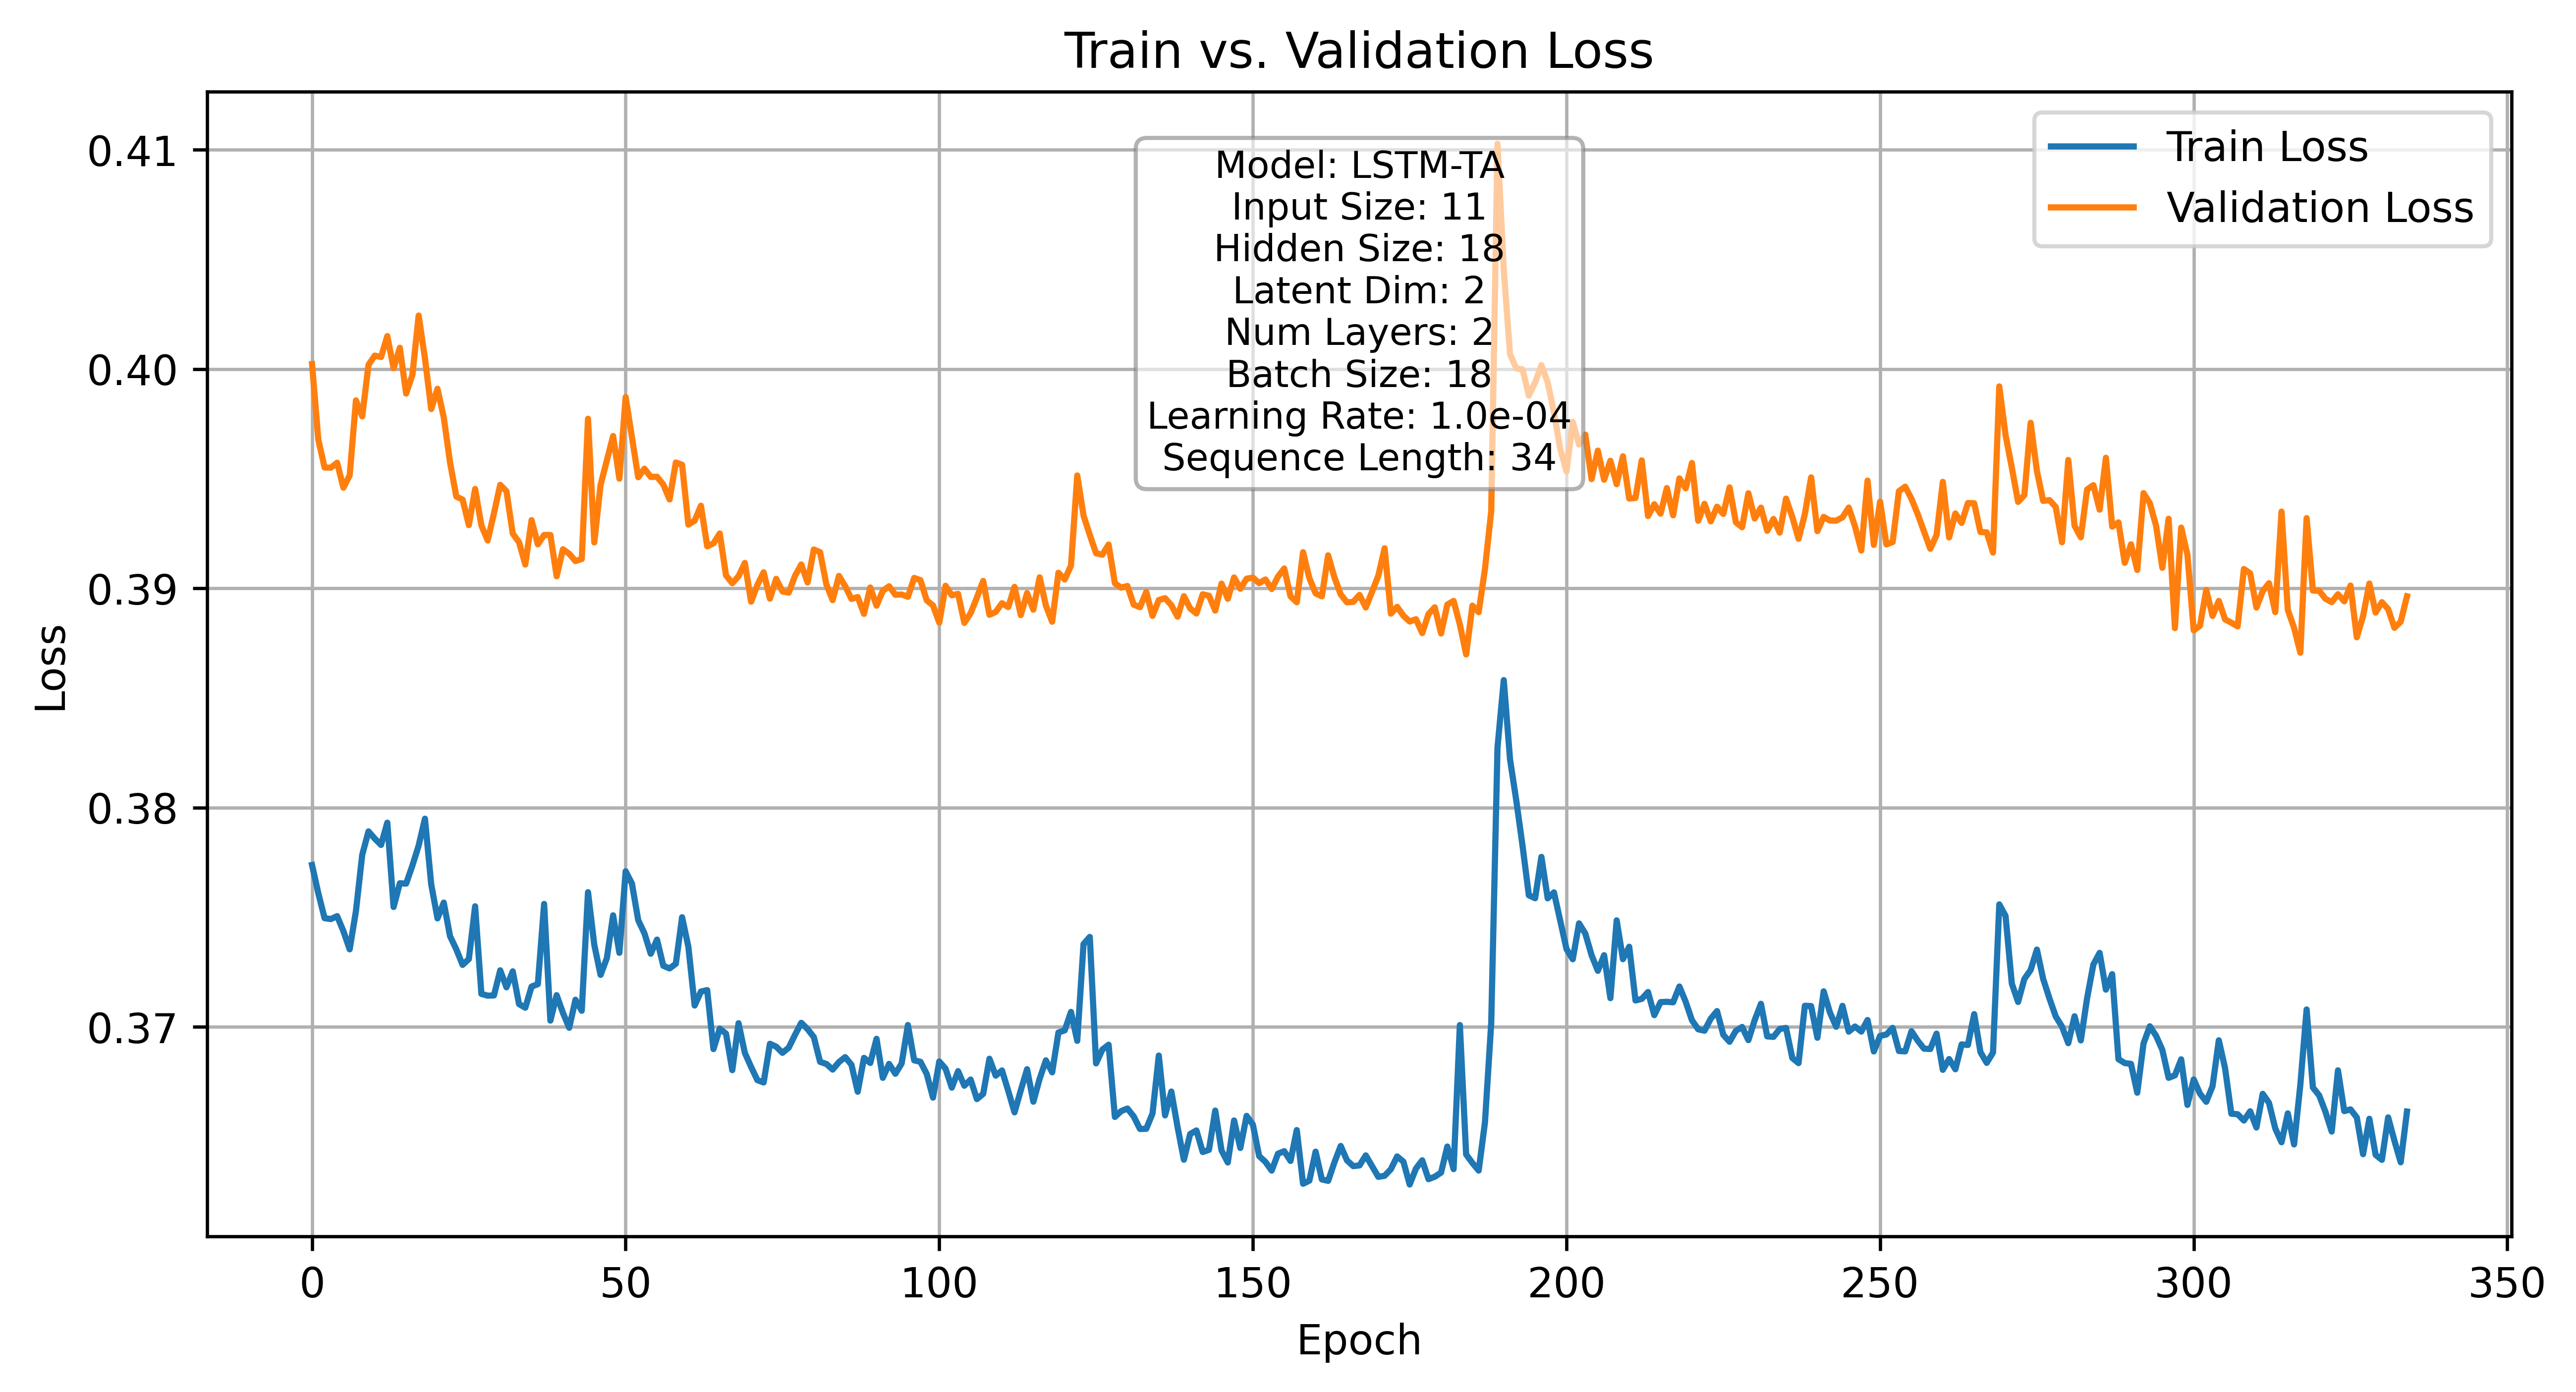 Train vs. Validation Loss
Model: LSTM-TA
Input Size: 11
Hidden Size: 18
Latent Dim: 2
Num Layers: 2
Batch Size: 18
Learning Rate: 1.0e-04
Sequence Length: 34
Train Loss
Validation Loss
Loss
0.41
0.40
0.39
0.38
0.37
0
50
100
150
200
250
300
350
Epoch